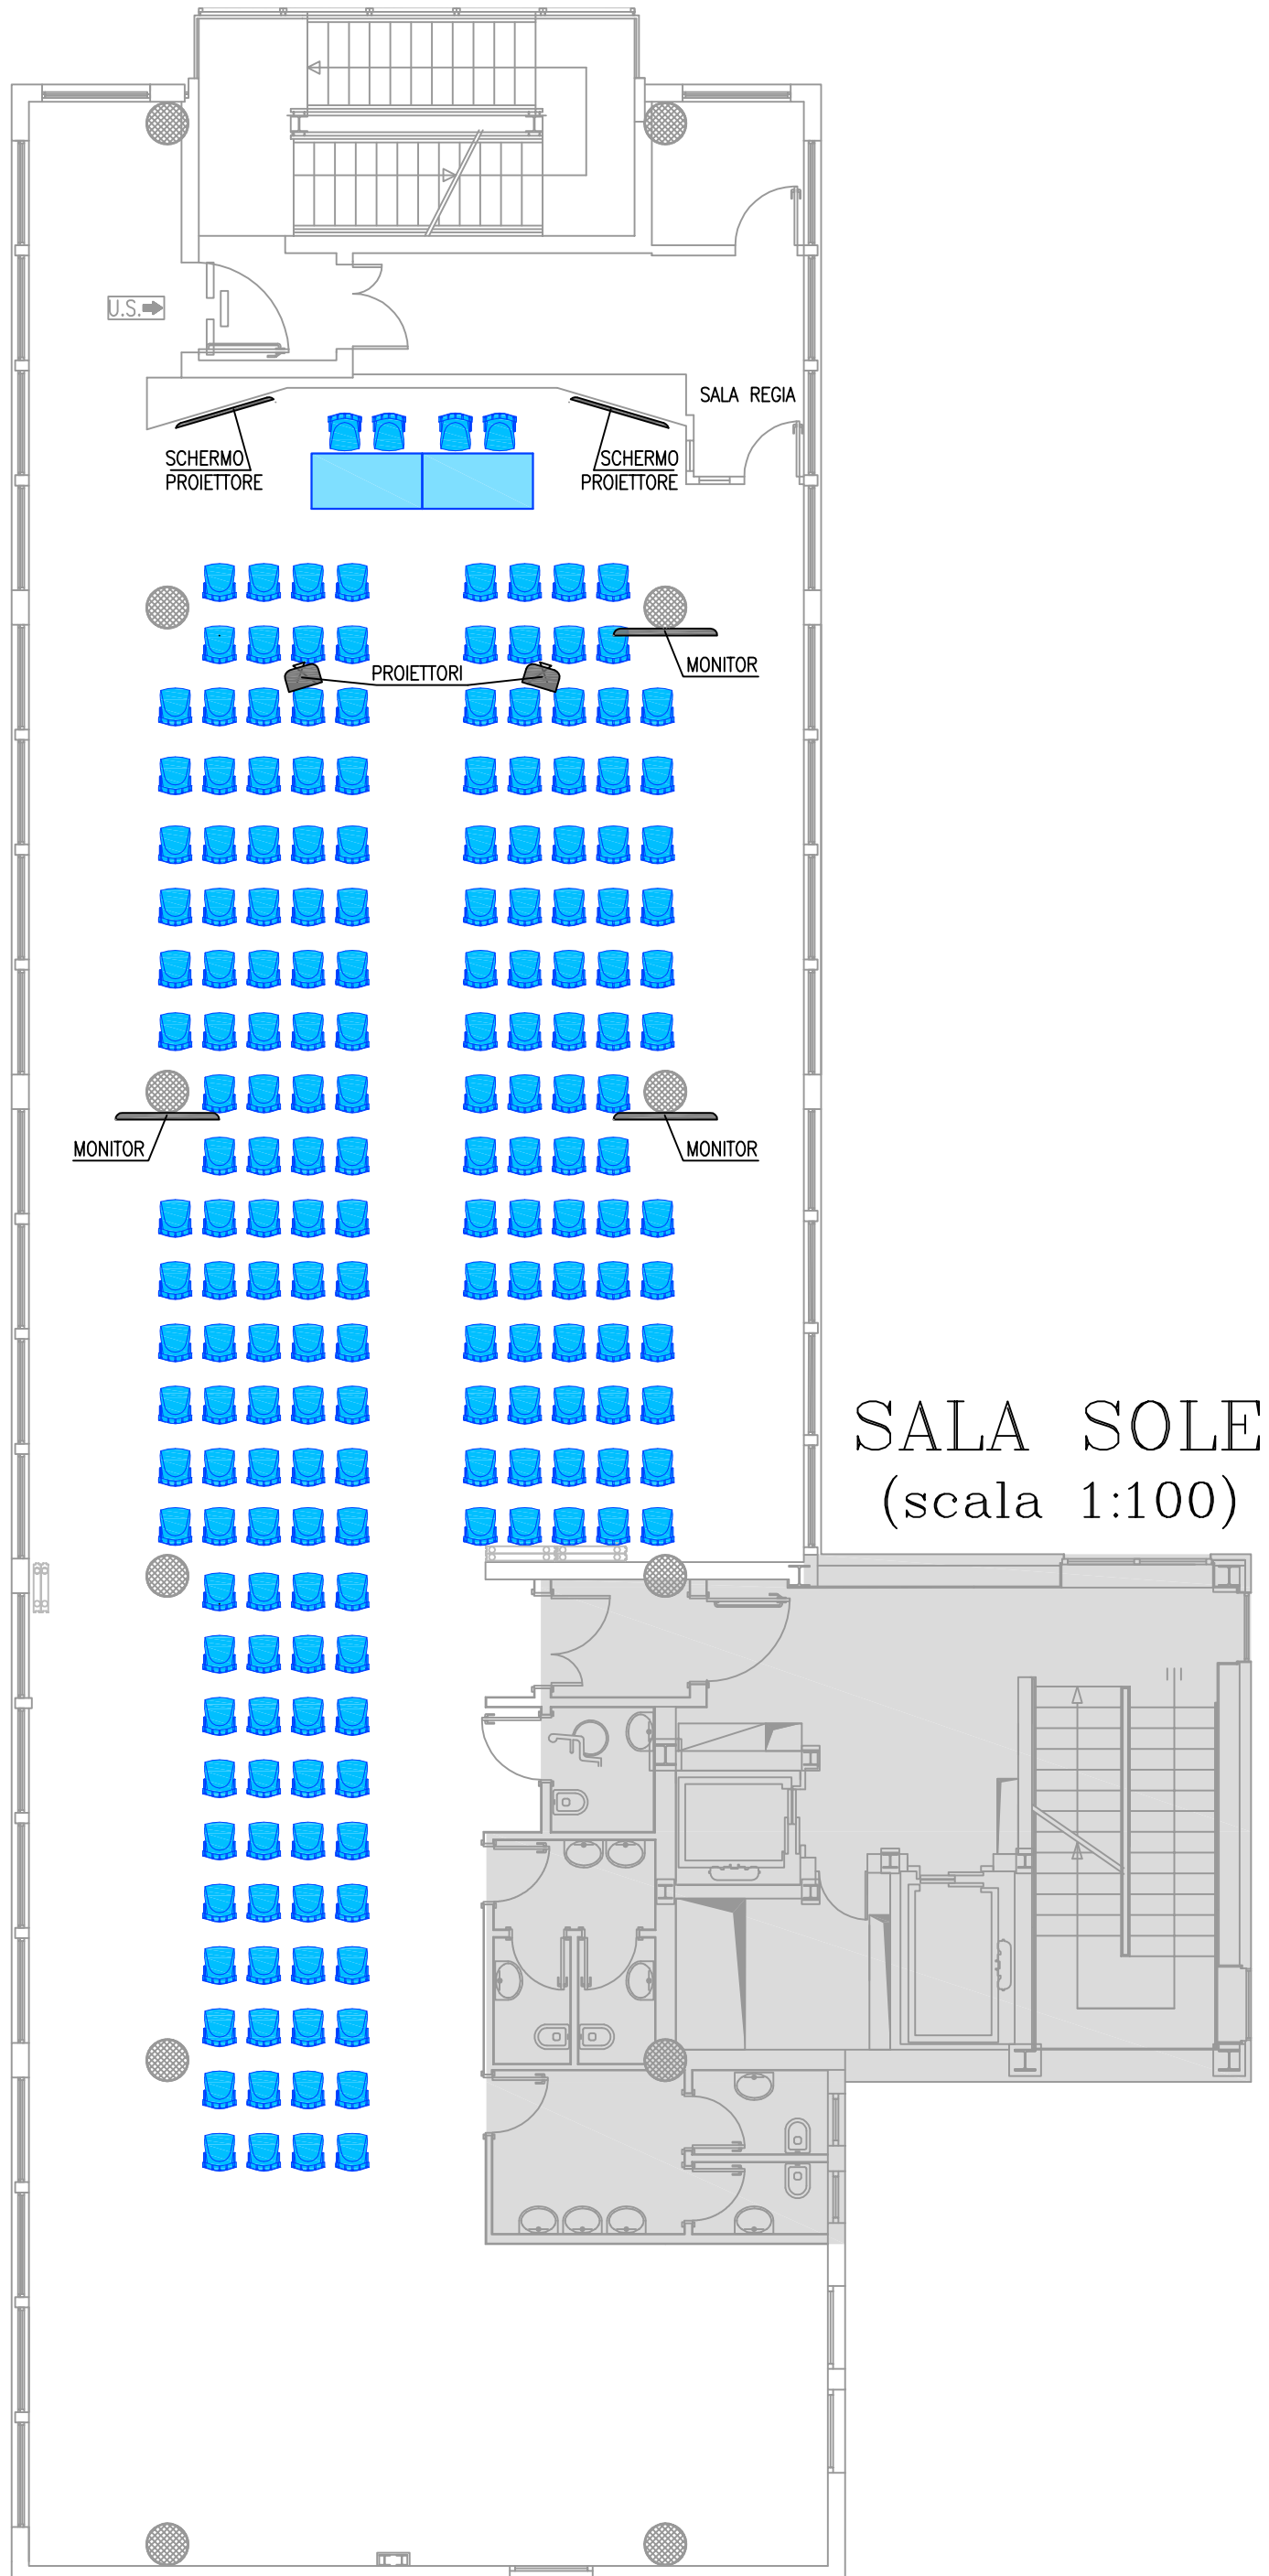 U.S.
SALA REGIA
SCHERMO
PROIETTORE
SCHERMO
PROIETTORE
PROIETTORI
MONITOR
MONITOR
MONITOR
SALA SOLE
(scala 1:100)